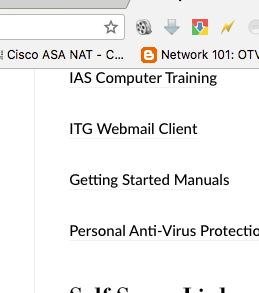 Cisco ASA NAT - C...
Network 101: OTV
IAS Computer Training
ITG Webmail Client
Getting Started Manuals
Personal Anti-Virus Protectio